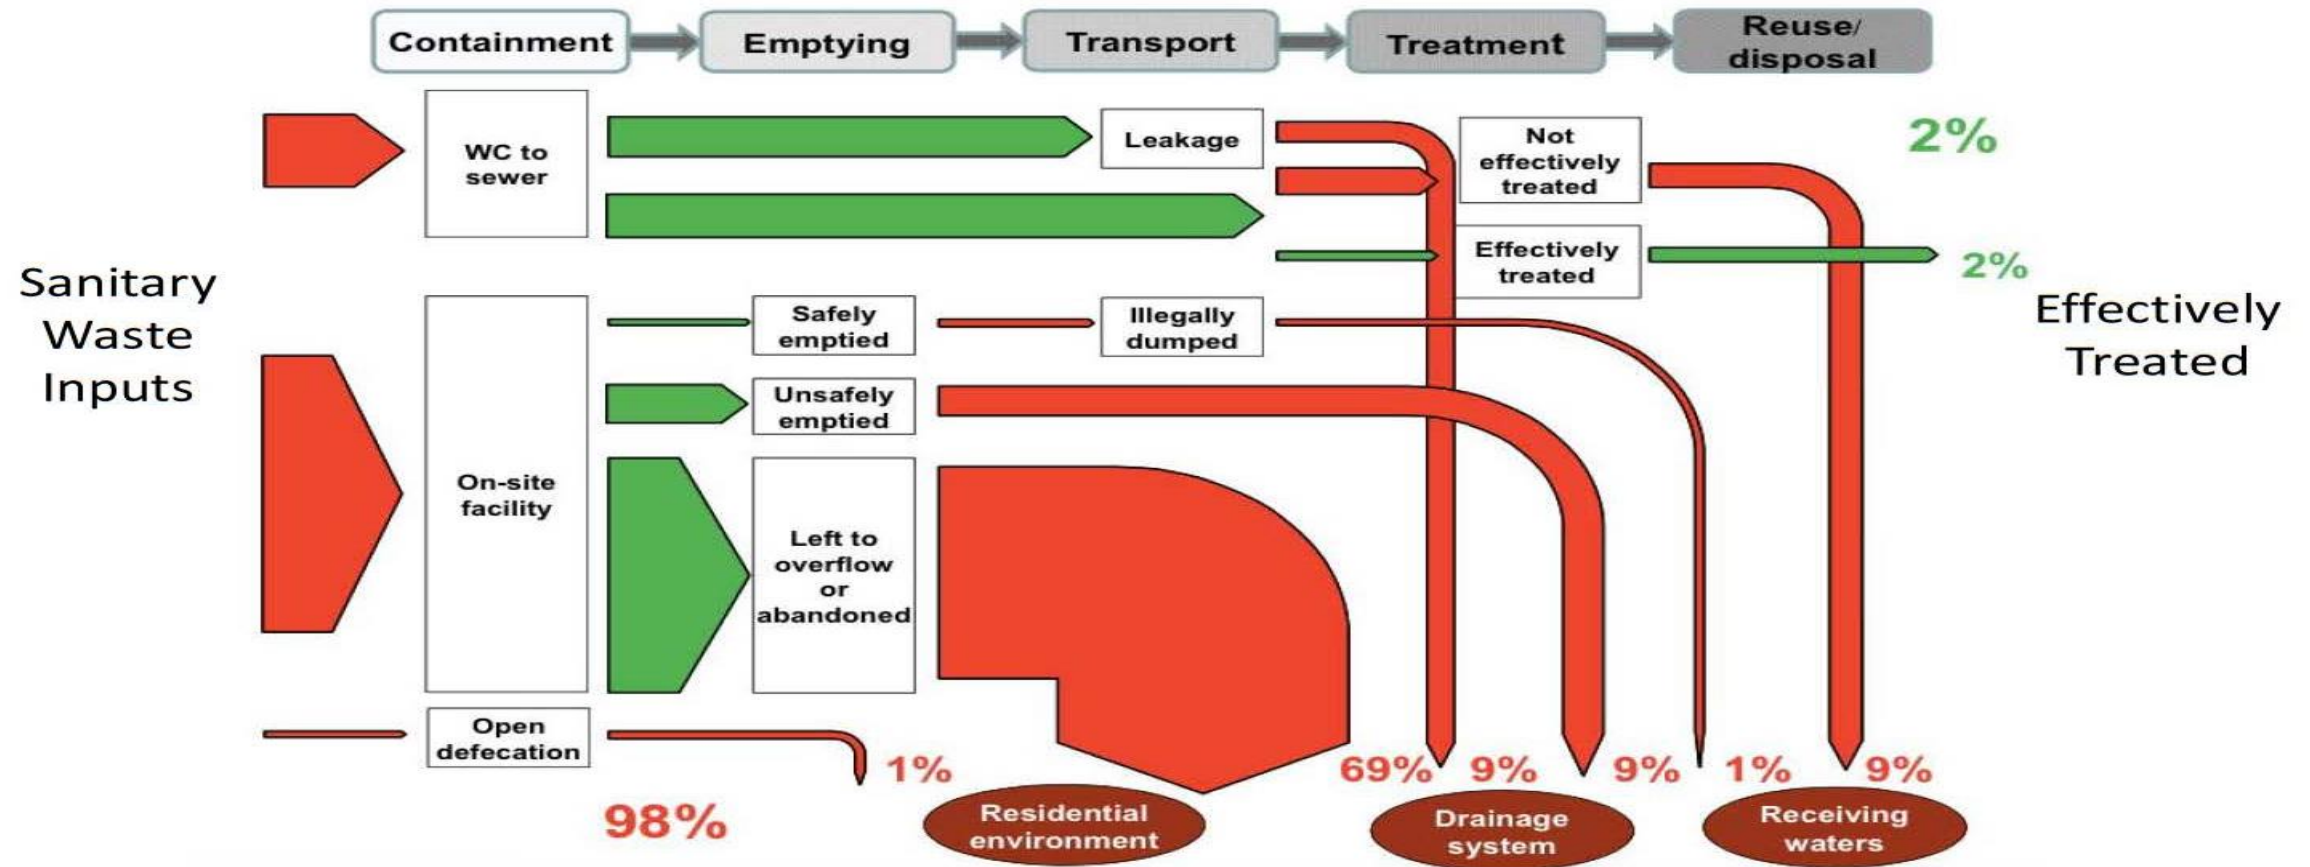 Containment
Emptying
Transport
Treatment
Reuse/
disposal
Sanitary
Waste
Inputs
WC to
sewer
Leakage
Not
effectively
treated
2%
Effectively
treated
2%
Effectively
Treated
On-site
facility
Safely
emptied
Illegally
dumped
Unsafely
emptied
Left to
overflow
or
abandoned
Open
defecation
1%
69%
9%
9%
1%
9%
98%
Residential
environment
Drainage
system
Receiving
waters